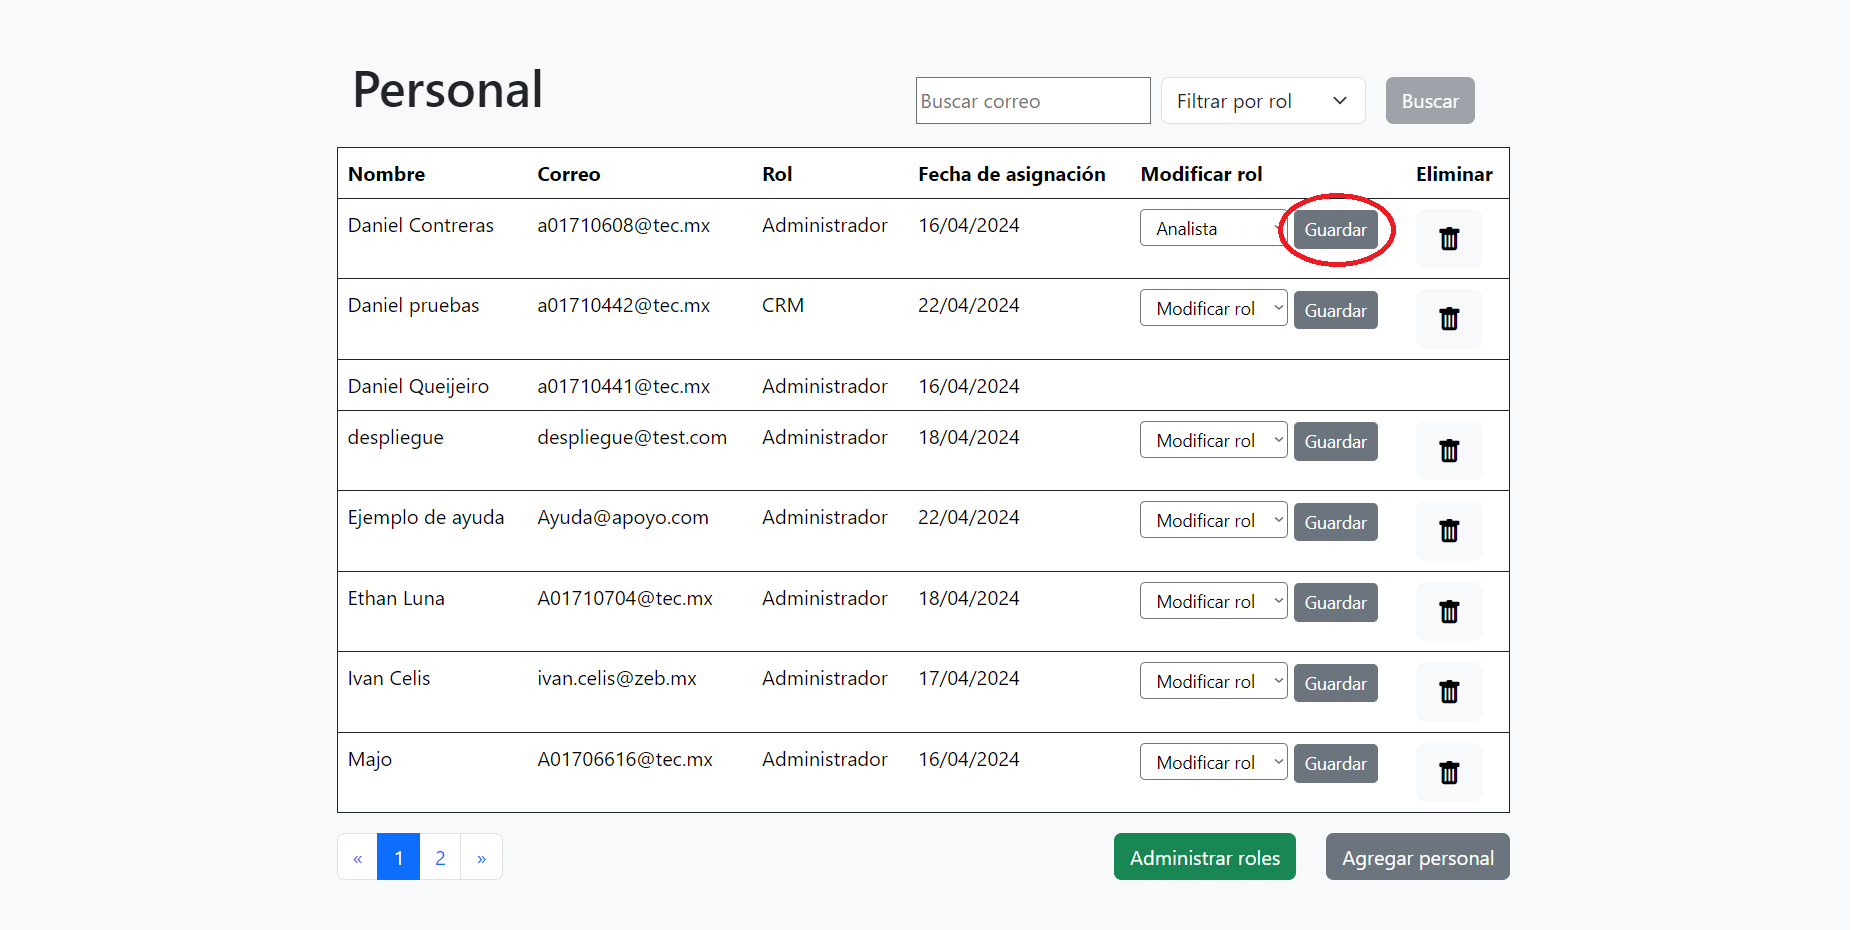 Personal
Buscar correo
Filtrar por rol
Buscar
Nombre Correo Rol Fecha de asignación Modificar rol Eliminar
Daniel Contreras a01710608@tec.mx Administrador 16/04/2024 Analista Guardar
Daniel pruebas a01710442@tec.mx CRM 22/04/2024 Modificar rol Guardar
Daniel Queijeiro a01710441@tec.mx Administrador 16/04/2024
despliegue despliegue@test.com Administrador 18/04/2024 Modificar rol Guardar
Ejemplo de ayuda Ayuda@apoyo.com Administrador 22/04/2024 Modificar rol Guardar
Ethan Luna A01710704@tec.mx Administrador 18/04/2024 Modificar rol Guardar
Ivan Celis ivan.celis@zeb.mx Administrador 17/04/2024 Modificar rol Guardar
Majo A01706616@tec.mx Administrador 16/04/2024 Modificar rol Guardar
« 1 2 »
Administrar roles
Agregar personal